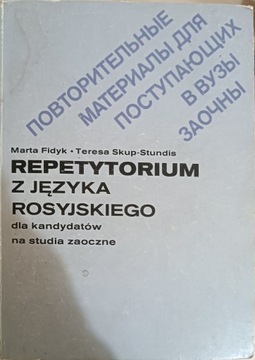 ПОВТОРИТЕЛЬНЫЕ
МАТЕРИАЛЫ ДЛЯ
ПОСТУПАЮЩИХ
В ВУЗЫ
ЗАОЧНЫ
Marta Fidyk • Teresa Skup-Stundis
REPETYTORIUM
Z JĘZYKA
ROSYJSKIEGO
dla kandydatów
na studia zaoczne